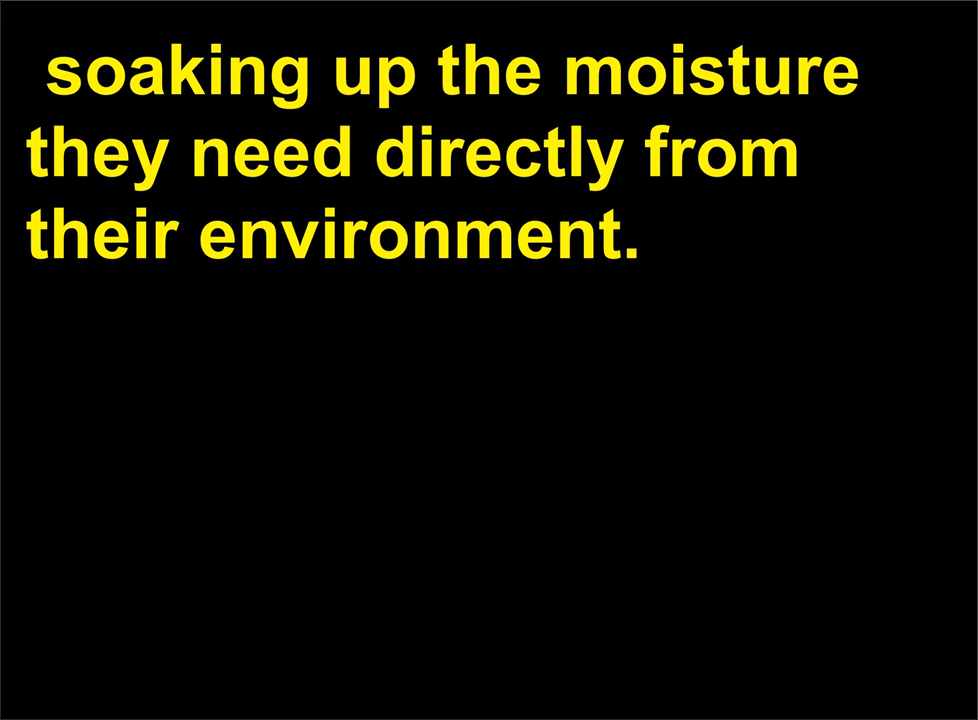 soaking up the moisture
they need directly from
their environment.